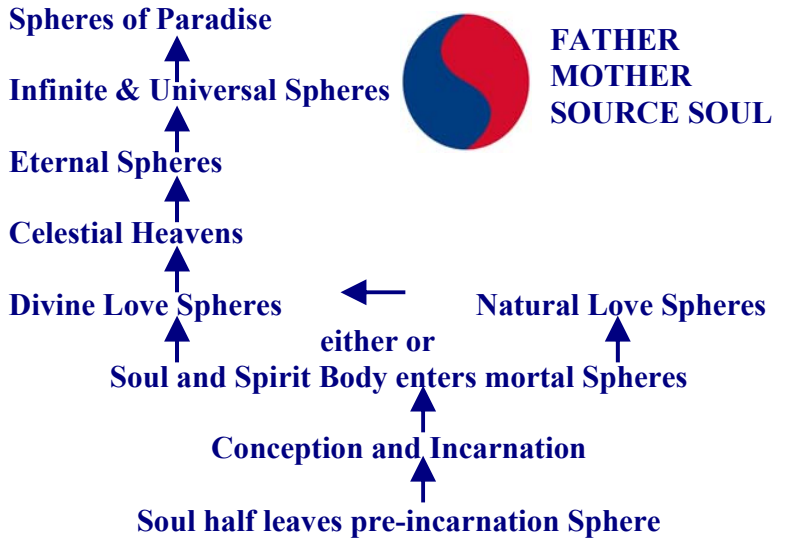 Spheres of Paradise
FATHER
MOTHER
SOURCE SOUL
Infinite & Universal Spheres
Eternal Spheres
Celestial Heavens
Divine Love Spheres
Natural Love Spheres
either or
Soul and Spirit Body enters mortal Spheres
Conception and Incarnation
Soul half leaves pre-incarnation Sphere